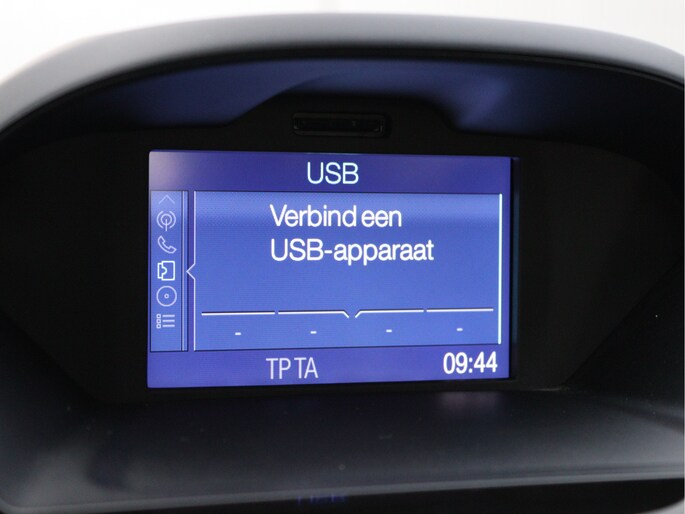 USB
Verbind een
USB-apparaat
- - - -
TP TA 09:44